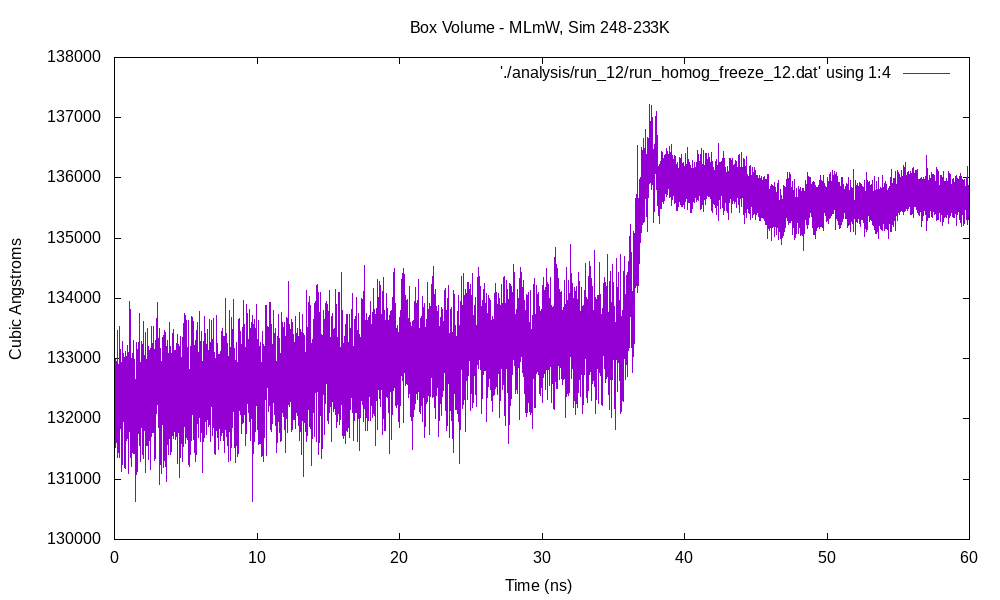 Box Volume - MLmW, Sim 248-233K
'./analysis/run_12/run_homog_freeze_12.dat' using 1:4
138000
137000
136000
135000
134000
133000
132000
131000
130000
Cubic Angstroms
0 10 20 30 40 50 60
Time (ns)